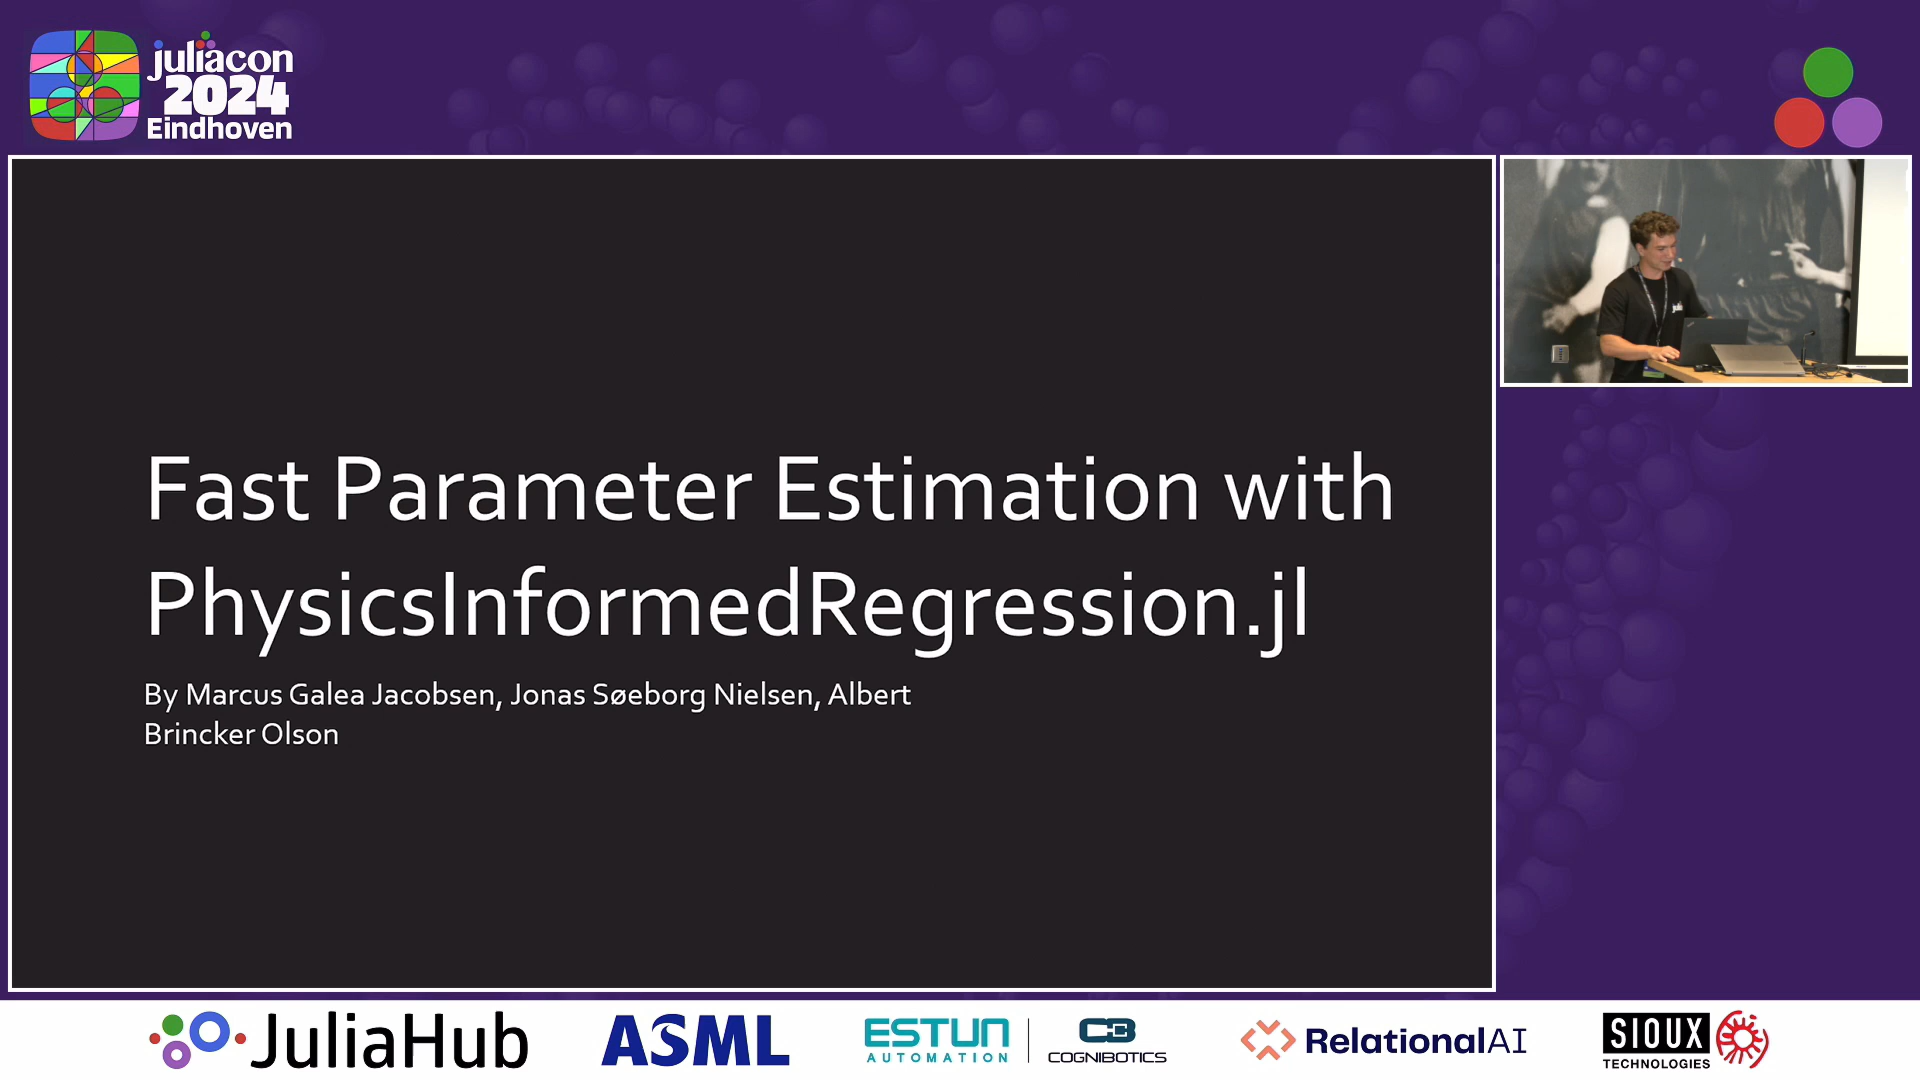 juliacon
2024
Eindhoven
Fast Parameter Estimation with
PhysicsInformedRegression.jl
By Marcus Galea Jacobsen, Jonas Søeborg Nielsen, Albert
Brincker Olson
JuliaHub
ASML
ESTUN
AUTOMATION
COGNIBOTICS
RelationalAI
SIOUX
TECHNOLOGIES